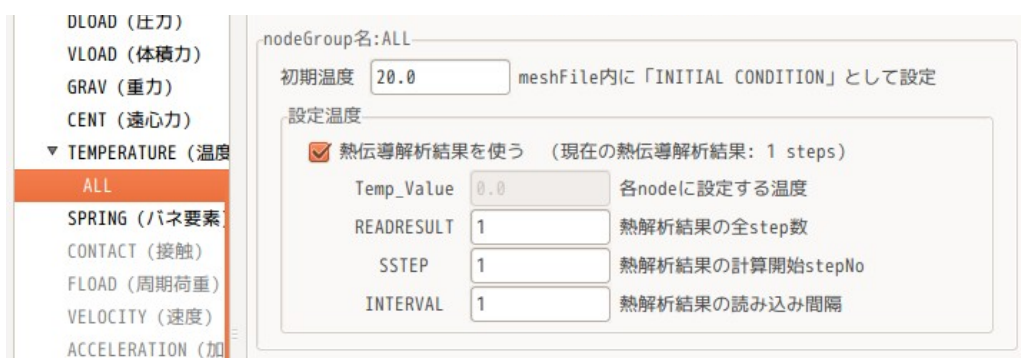 DLOAD (圧力)
VLOAD (体積力)
GRAV (重力)
CENT (遠心力)
▼ TEMPERATURE (温度
ALL
SPRING (バネ要素)
CONTACT (接触)
FLOAD (周期荷重)
VELOCITY (速度)
ACCELERATION (加
nodeGroup名:ALL
初期温度 20.0 meshFile内に「INITIAL CONDITION」として設定
設定温度
熱伝導解析結果を使う (現在の熱伝導解析結果: 1 steps)
Temp_Value 0.0 各nodeに設定する温度
READRESULT 1 熱解析結果の全step数
SSTEP 1 熱解析結果の計算開始stepNo
INTERVAL 1 熱解析結果の読み込み間隔